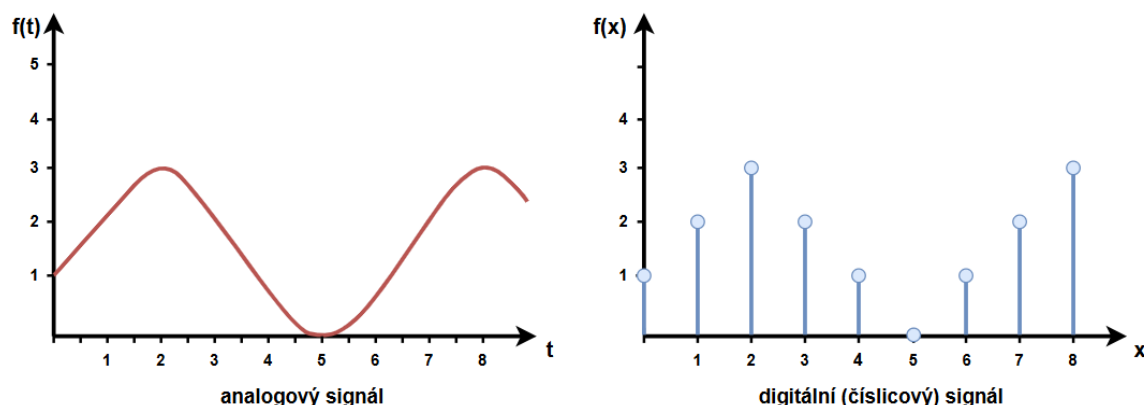 f(t)
5
4
3
2
1
1 2 3 4 5 6 7 8 t
analogový signál
f(x)
4
3
2
1
1 2 3 4 5 6 7 8 x
digitální (číslicový) signál